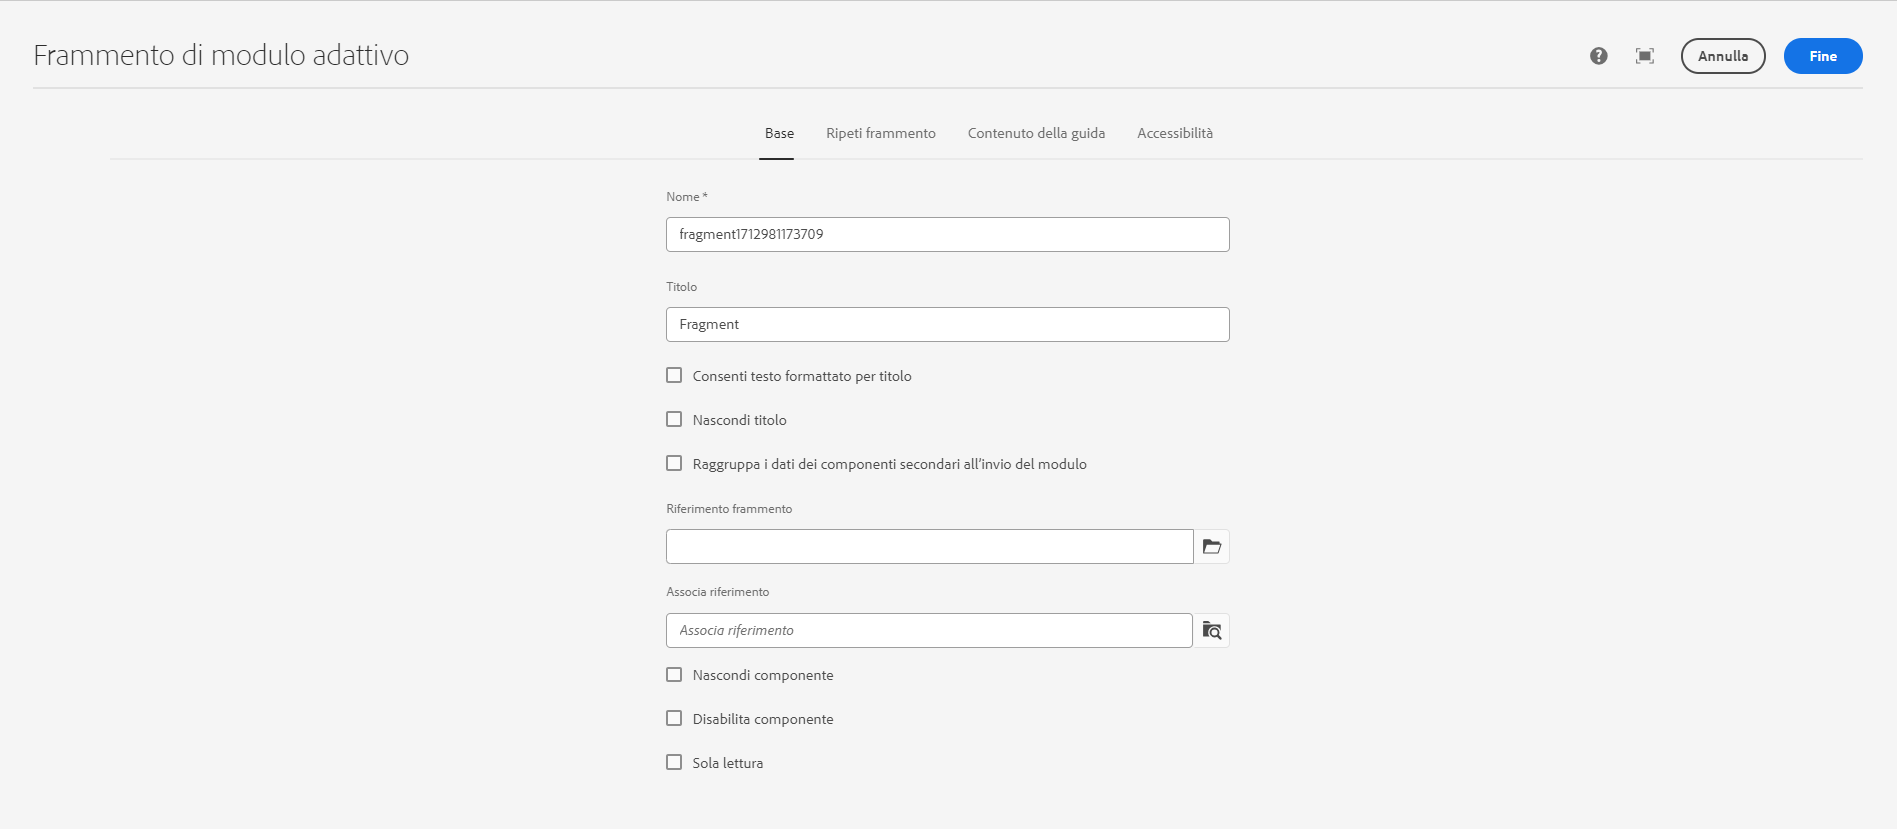 Frammento di modulo adattivo
Annulla
Fine
Base
Ripeti frammento
Contenuto della guida
Accessibilità
Nome *
fragment1712981173709
Titolo
Fragment
Consenti testo formattato per titolo
Nascondi titolo
Raggruppa i dati dei componenti secondari all'invio del modulo
Riferimento frammento
Associa riferimento
Associa riferimento
Nascondi componente
Disabilita componente
Sola lettura